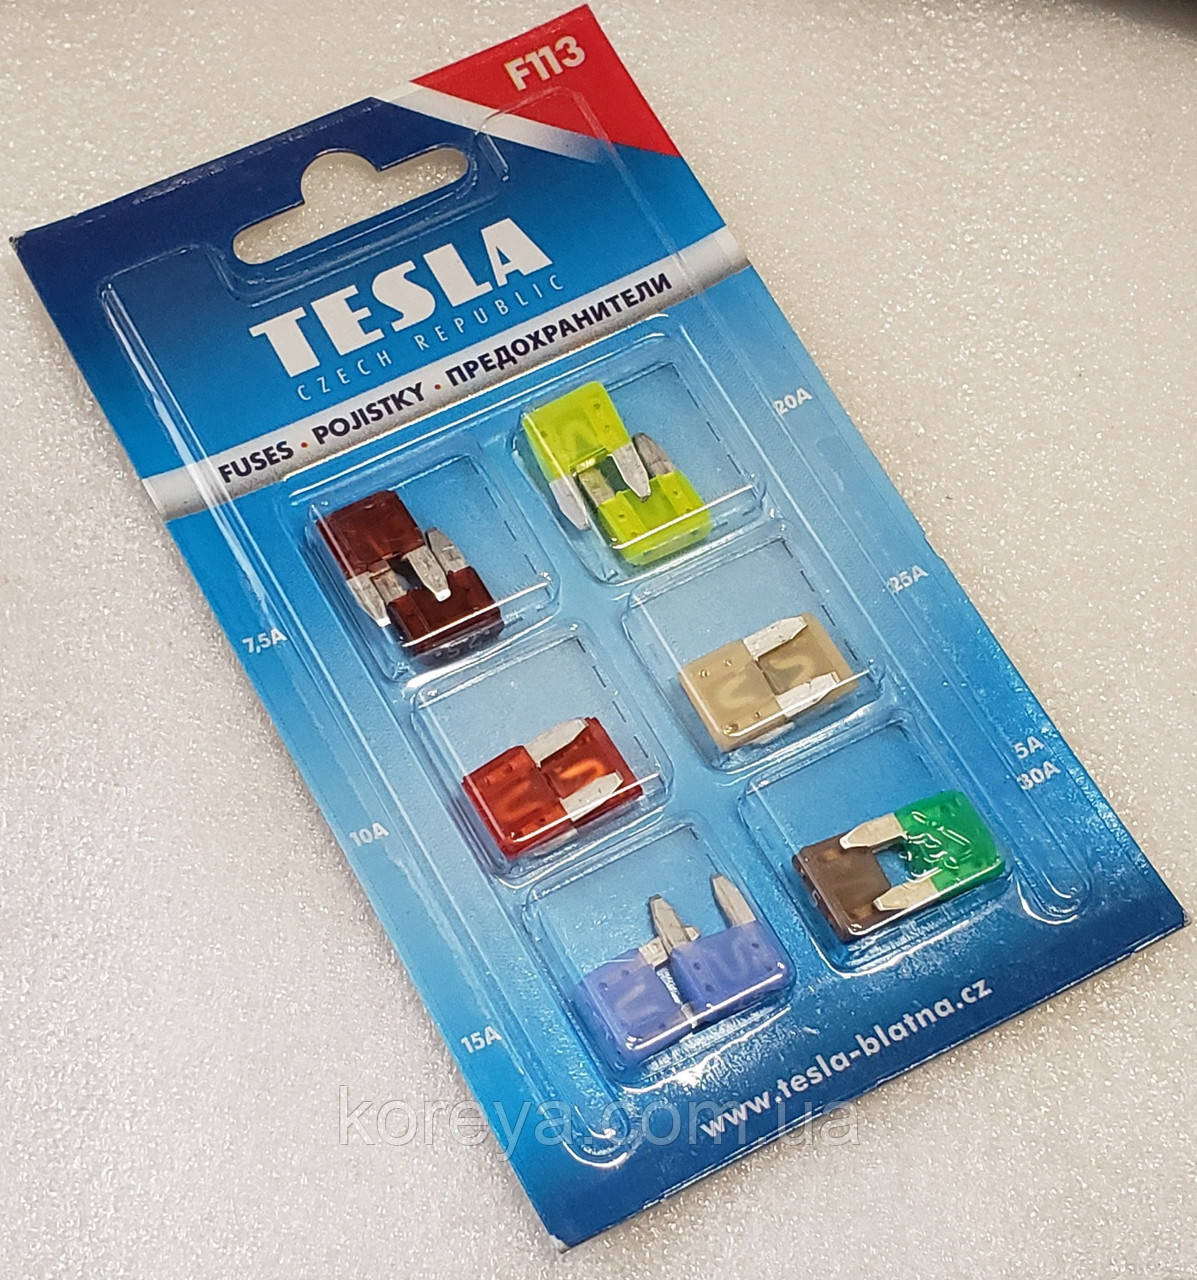 F113
TESLA
CZECH REPUBLIC
FUSES · POJISTKY · ПРЕДОХРАНИТЕЛИ
20A
7,5A
25A
10A
5A
30A
15A
www.tesla-blatna.cz
koreya.com.ua